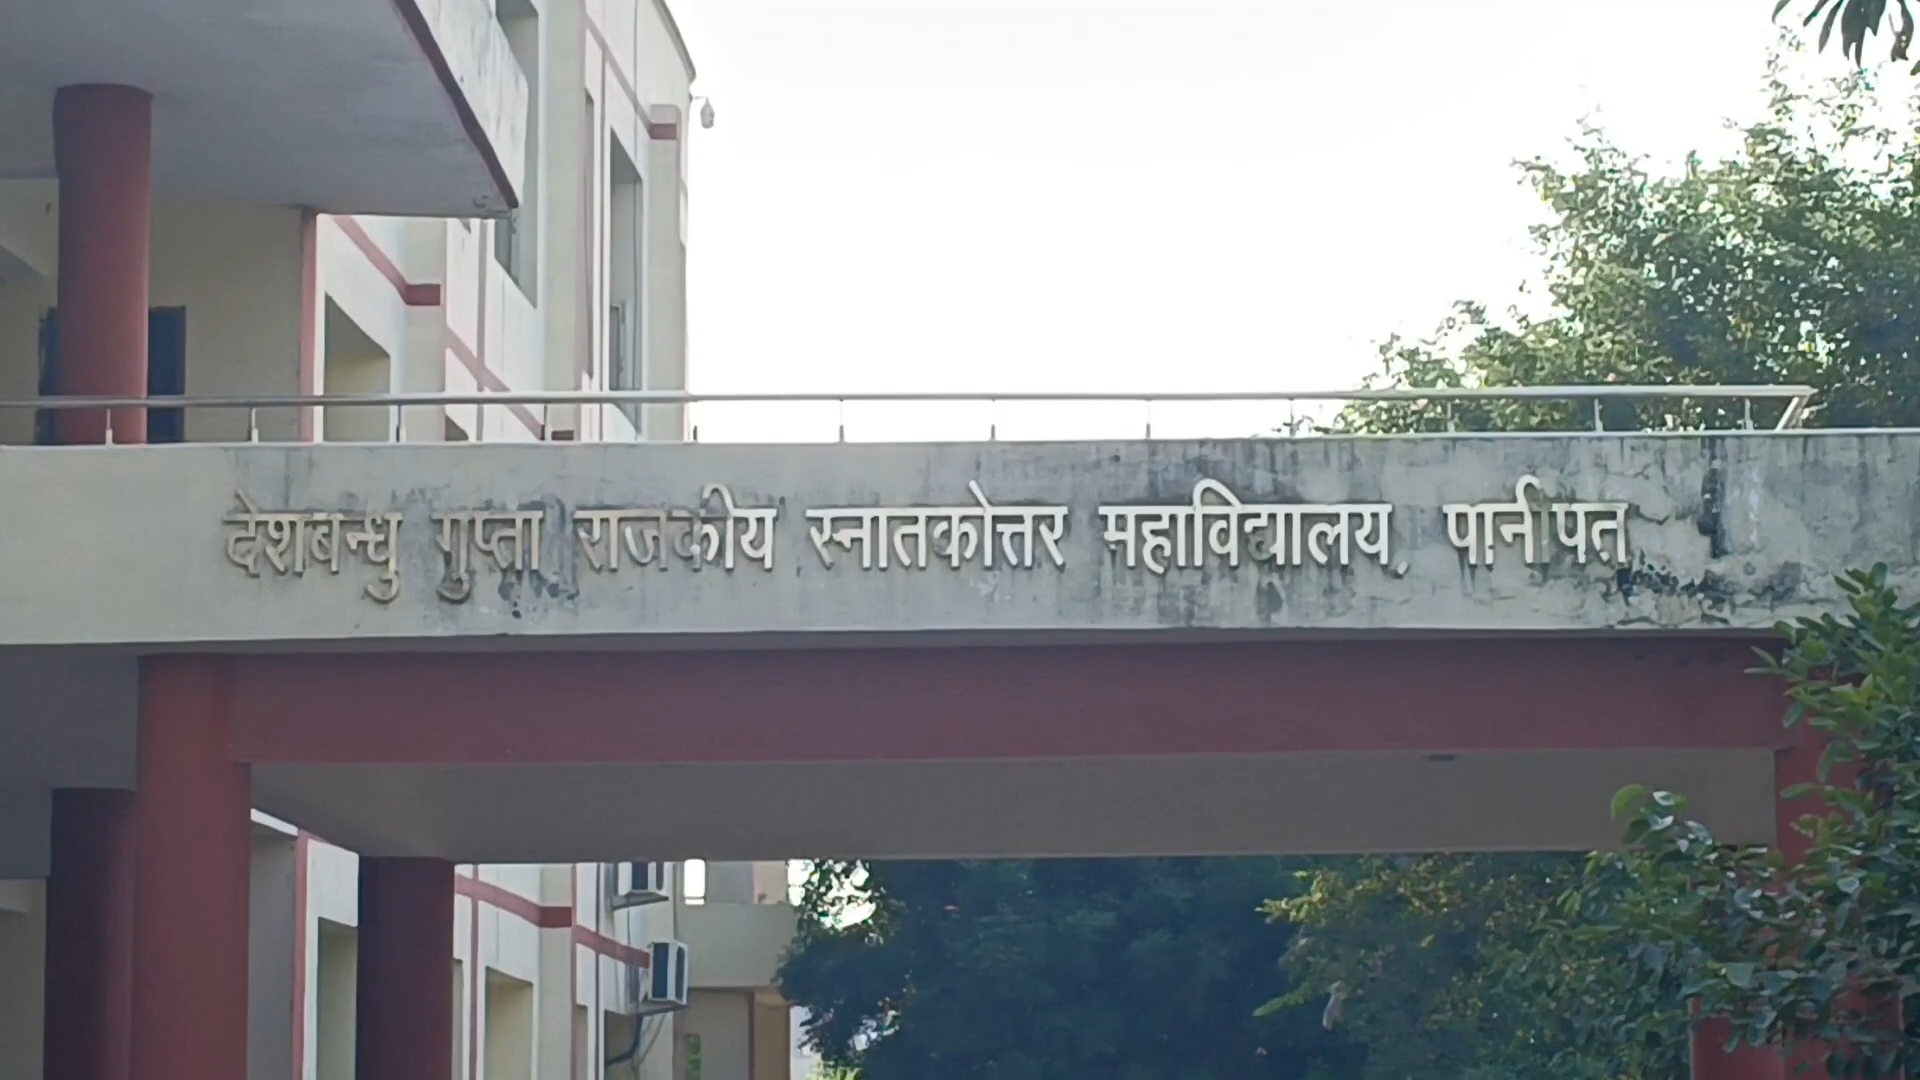 देशबन्धु गुप्ता राजकीय स्नातकोत्तर महाविद्यालय, पानीपत